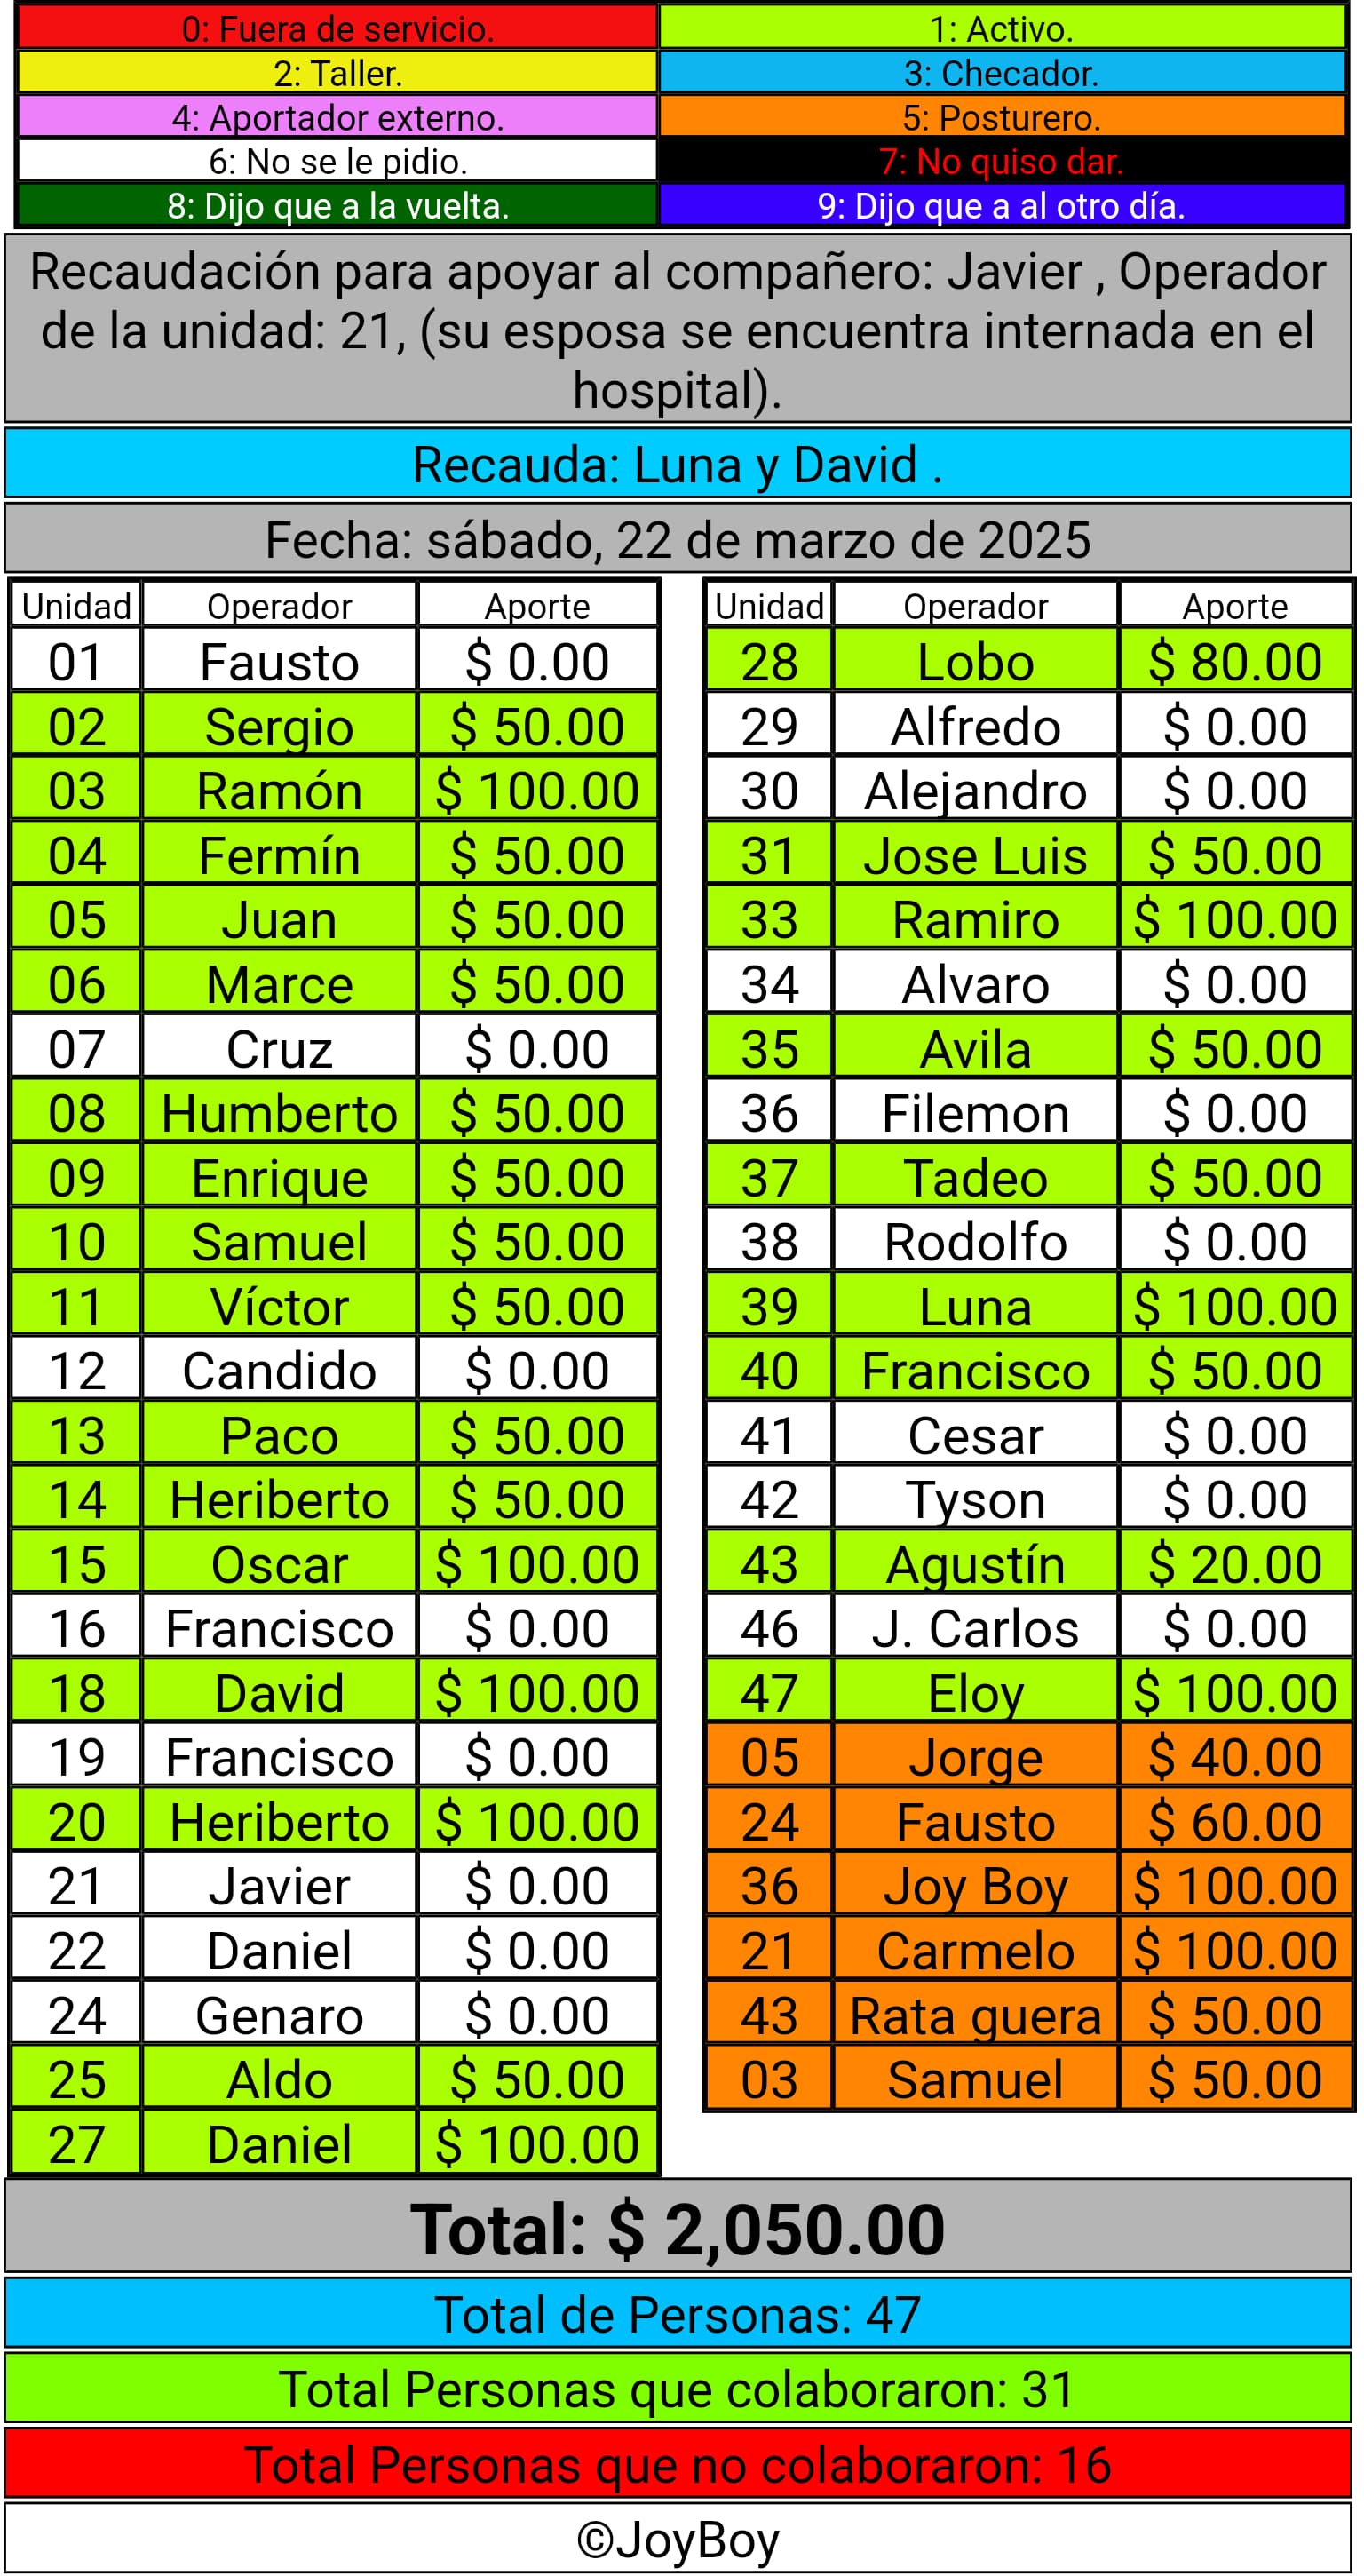 0: Fuera de servicio. 1: Activo.
2: Taller. 3: Checador.
4: Aportador externo. 5: Posturero.
6: No se le pidio. 7: No quiso dar.
8: Dijo que a la vuelta. 9: Dijo que a al otro día.
Recaudación para apoyar al compañero: Javier , Operador
de la unidad: 21, (su esposa se encuentra internada en el
hospital).
Recauda: Luna y David .
Fecha: sábado, 22 de marzo de 2025
Unidad Operador Aporte
01 Fausto $ 0.00
02 Sergio $ 50.00
03 Ramón $ 100.00
04 Fermín $ 50.00
05 Juan $ 50.00
06 Marce $ 50.00
07 Cruz $ 0.00
08 Humberto $ 50.00
09 Enrique $ 50.00
10 Samuel $ 50.00
11 Víctor $ 50.00
12 Candido $ 0.00
13 Paco $ 50.00
14 Heriberto $ 50.00
15 Oscar $ 100.00
16 Francisco $ 0.00
18 David $ 100.00
19 Francisco $ 0.00
20 Heriberto $ 100.00
21 Javier $ 0.00
22 Daniel $ 0.00
24 Genaro $ 0.00
25 Aldo $ 50.00
27 Daniel $ 100.00
Unidad Operador Aporte
28 Lobo $ 80.00
29 Alfredo $ 0.00
30 Alejandro $ 0.00
31 Jose Luis $ 50.00
33 Ramiro $ 100.00
34 Alvaro $ 0.00
35 Avila $ 50.00
36 Filemon $ 0.00
37 Tadeo $ 50.00
38 Rodolfo $ 0.00
39 Luna $ 100.00
40 Francisco $ 50.00
41 Cesar $ 0.00
42 Tyson $ 0.00
43 Agustín $ 20.00
46 J. Carlos $ 0.00
47 Eloy $ 100.00
05 Jorge $ 40.00
24 Fausto $ 60.00
36 Joy Boy $ 100.00
21 Carmelo $ 100.00
43 Rata guera $ 50.00
03 Samuel $ 50.00
Total: $ 2,050.00
Total de Personas: 47
Total Personas que colaboraron: 31
Total Personas que no colaboraron: 16
©JoyBoy